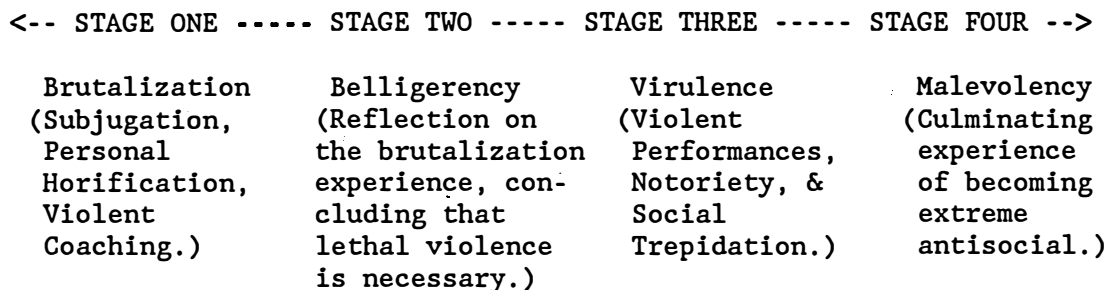 <-- STAGE ONE ----- STAGE TWO ----- STAGE THREE ----- STAGE FOUR -->
Brutalization Belligerency Virulence Malevolency
(Subjugation, (Reflection on (Violent (Culminating
Personal the brutalization Performances, experience
Horification, experience, con- Notoriety, & of becoming
Violent cluding that Social extreme
Coaching.) lethal violence Trepidation.) antisocial.)
is necessary.)